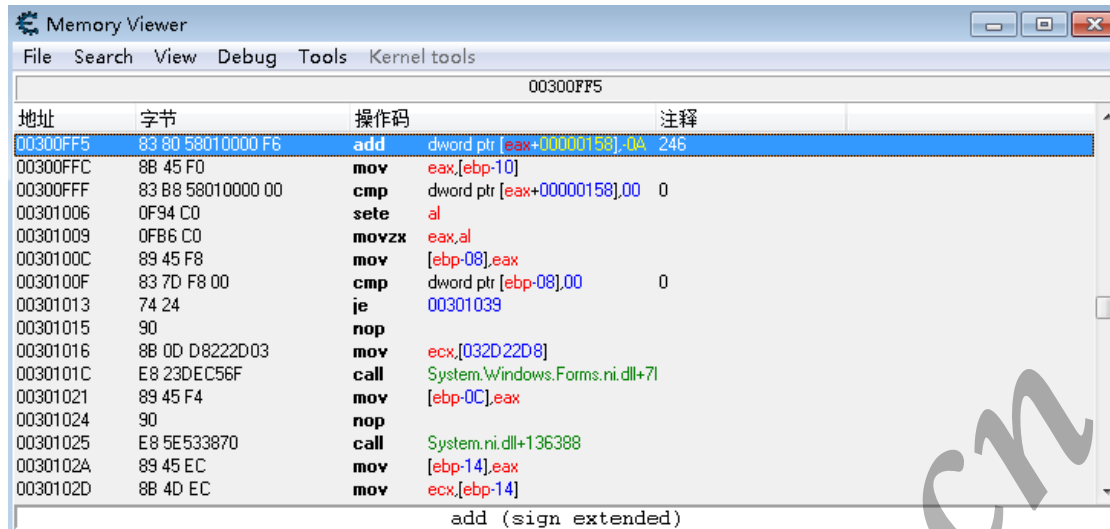 Memory Viewer
File Search View Debug Tools Kernel tools
00300FF5
地址 字节 操作码 注释
00300FF5 83 80 58010000 F6 add dword ptr [eax+00000158],-0A 246
00300FFC 8B 45 F0 mov eax,[ebp-10]
00300FFF 83 B8 58010000 00 cmp dword ptr [eax+00000158],00 0
00301006 0F94 C0 sete al
00301009 0FB6 C0 movzx eax,al
0030100C 89 45 F8 mov [ebp-08],eax
0030100F 83 7D F8 00 cmp dword ptr [ebp-08],00 0
00301013 74 24 je 00301039
00301015 90 nop
00301016 8B 0D D8222D03 mov ecx,[032D22D8]
0030101C E8 23DEC56F call System.Windows.Forms.ni.dll+7
00301021 89 45 F4 mov [ebp-0C],eax
00301024 90 nop
00301025 E8 5E533870 call System.ni.dll+136388
0030102A 89 45 EC mov [ebp-14],eax
0030102D 8B 4D EC mov ecx,[ebp-14]
add (sign extended)
cn